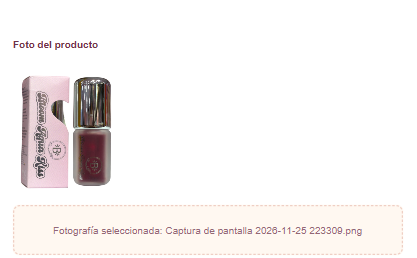 Foto del producto
Fotografía seleccionada: Captura de pantalla 2026-11-25 223309.png